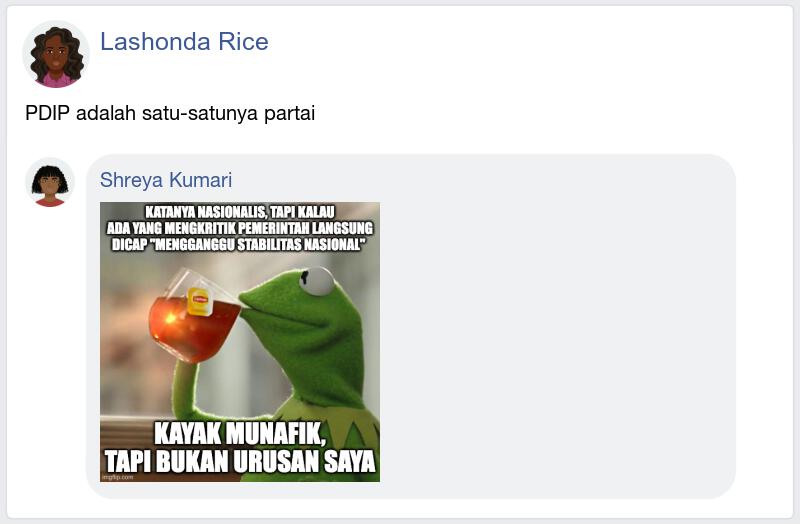 Lashonda Rice
PDIP adalah satu-satunya partai
Shreya Kumari
KATANYA NASIONALIS, TAPI KALAU
ADA YANG MENGKRITIK PEMERINTAH LANGSUNG
DICAP "MENGGANGGU STABILITAS NASIONAL"
KAYAK MUNAFIK,
TAPI BUKAN URUSAN SAYA
imgflip.com